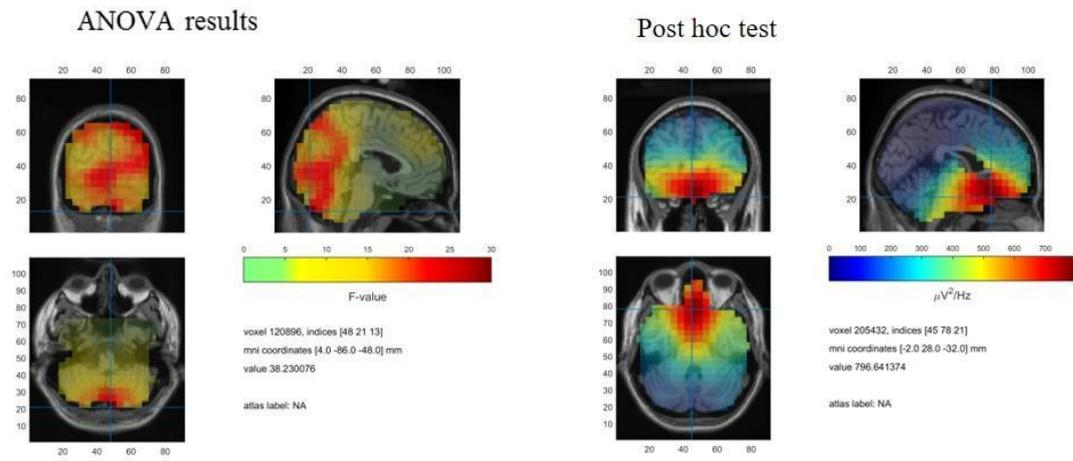 ANOVA results
Post hoc test
20 40 60 80
20 40 60 80 100
20 40 60 80
20 40 60 80 100
80
60
40
20
80
60
40
20
80
60
40
20
80
60
40
20
0 5 10 15 20 25 30
F-value
0 100 200 300 400 500 600 700
μV²/Hz
100
90
80
70
60
50
40
30
20
10
20 40 60 80
100
90
80
70
60
50
40
30
20
10
20 40 60 80
voxel 120896, indices [48 21 13]
mni coordinates [4.0 -86.0 -48.0] mm
value 38.230076
atlas label: NA
voxel 205432, indices [45 78 21]
mni coordinates [-2.0 28.0 -32.0] mm
value 796.641374
atlas label: NA